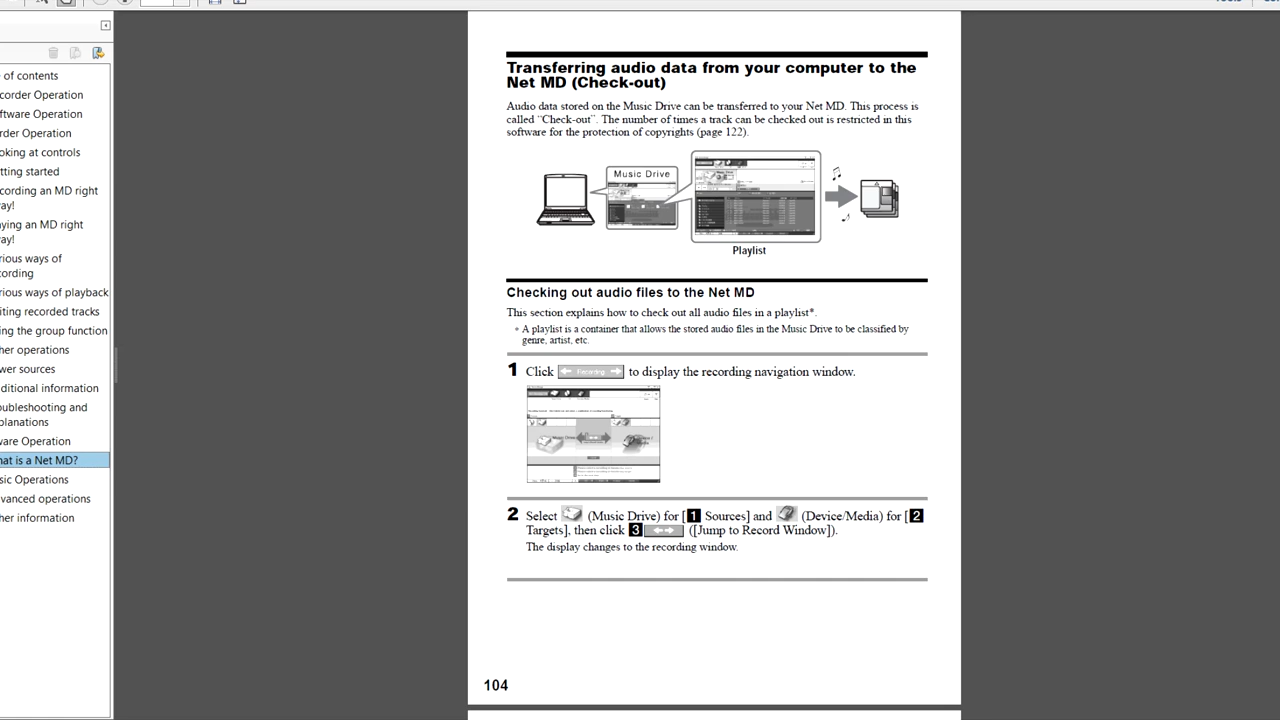 e of contents
corder Operation
ftware Operation
rder Operation
oking at controls
tting started
cording an MD right
vay!
aying an MD right
vay!
rious ways of
cording
rious ways of playback
iting recorded tracks
ing the group function
her operations
wer sources
ditional information
oubleshooting and
planations
ware Operation
hat is a Net MD?
sic Operations
vanced operations
her information
Transferring audio data from your computer to the
Net MD (Check-out)
Audio data stored on the Music Drive can be transferred to your Net MD. This process is
called “Check-out”. The number of times a track can be checked out is restricted in this
software for the protection of copyrights (page 122).
Music Drive
Playlist
Checking out audio files to the Net MD
This section explains how to check out all audio files in a playlist*.
* A playlist is a container that allows the stored audio files in the Music Drive to be classified by
genre, artist, etc.
1 Click Recording to display the recording navigation window.
Music Drive
2 Select (Music Drive) for [1 Sources] and (Device/Media) for [2
Targets], then click 3 ([Jump to Record Window]).
The display changes to the recording window.
104